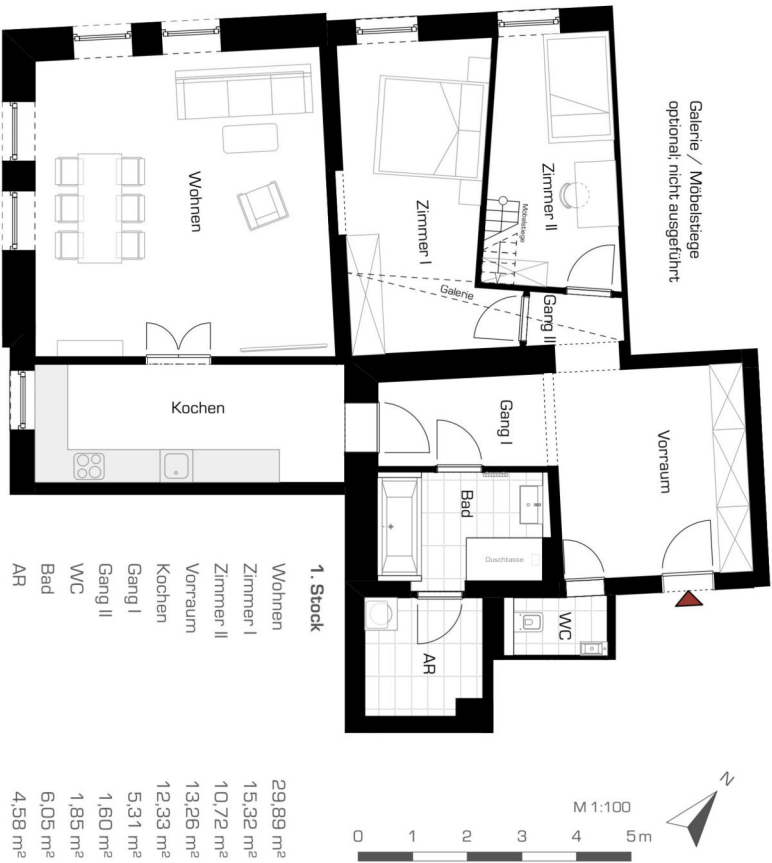 Galerie / Möbelstiege
optional; nicht ausgeführt
Wohnen
Zimmer I
Zimmer II
Möbelstiege
Galerie
Gang II
Kochen
Gang I
Vorraum
Bad
Duschtasse
WC
AR
1. Stock
Wohnen 29,89 m²
Zimmer I 15,32 m²
Zimmer II 10,72 m²
Vorraum 13,26 m²
Kochen 12,33 m²
Gang I 5,31 m²
Gang II 1,60 m²
WC 1,85 m²
Bad 6,05 m²
AR 4,58 m²
N
M 1:100
0 1 2 3 4 5m